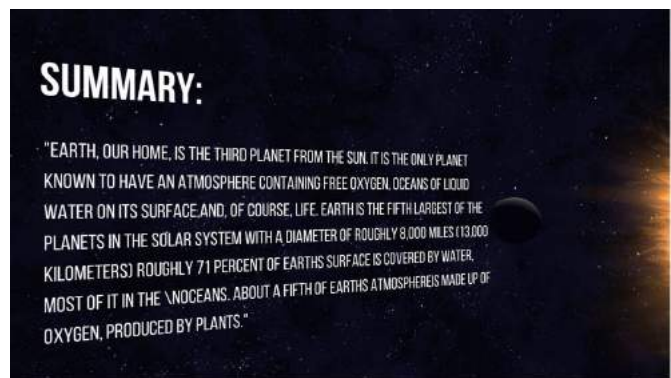 SUMMARY:
"EARTH, OUR HOME, IS THE THIRD PLANET FROM THE SUN. IT IS THE ONLY PLANET
KNOWN TO HAVE AN ATMOSPHERE CONTAINING FREE OXYGEN, OCEANS OF LIQUID
WATER ON ITS SURFACE,AND, OF COURSE, LIFE. EARTH IS THE FIFTH LARGEST OF THE
PLANETS IN THE SOLAR SYSTEM WITH A DIAMETER OF ROUGHLY 8,000 MILES (13,000
KILOMETERS) ROUGHLY 71 PERCENT OF EARTHS SURFACE IS COVERED BY WATER,
MOST OF IT IN THE \NOCEANS. ABOUT A FIFTH OF EARTHS ATMOSPHEREIS MADE UP OF
OXYGEN, PRODUCED BY PLANTS."